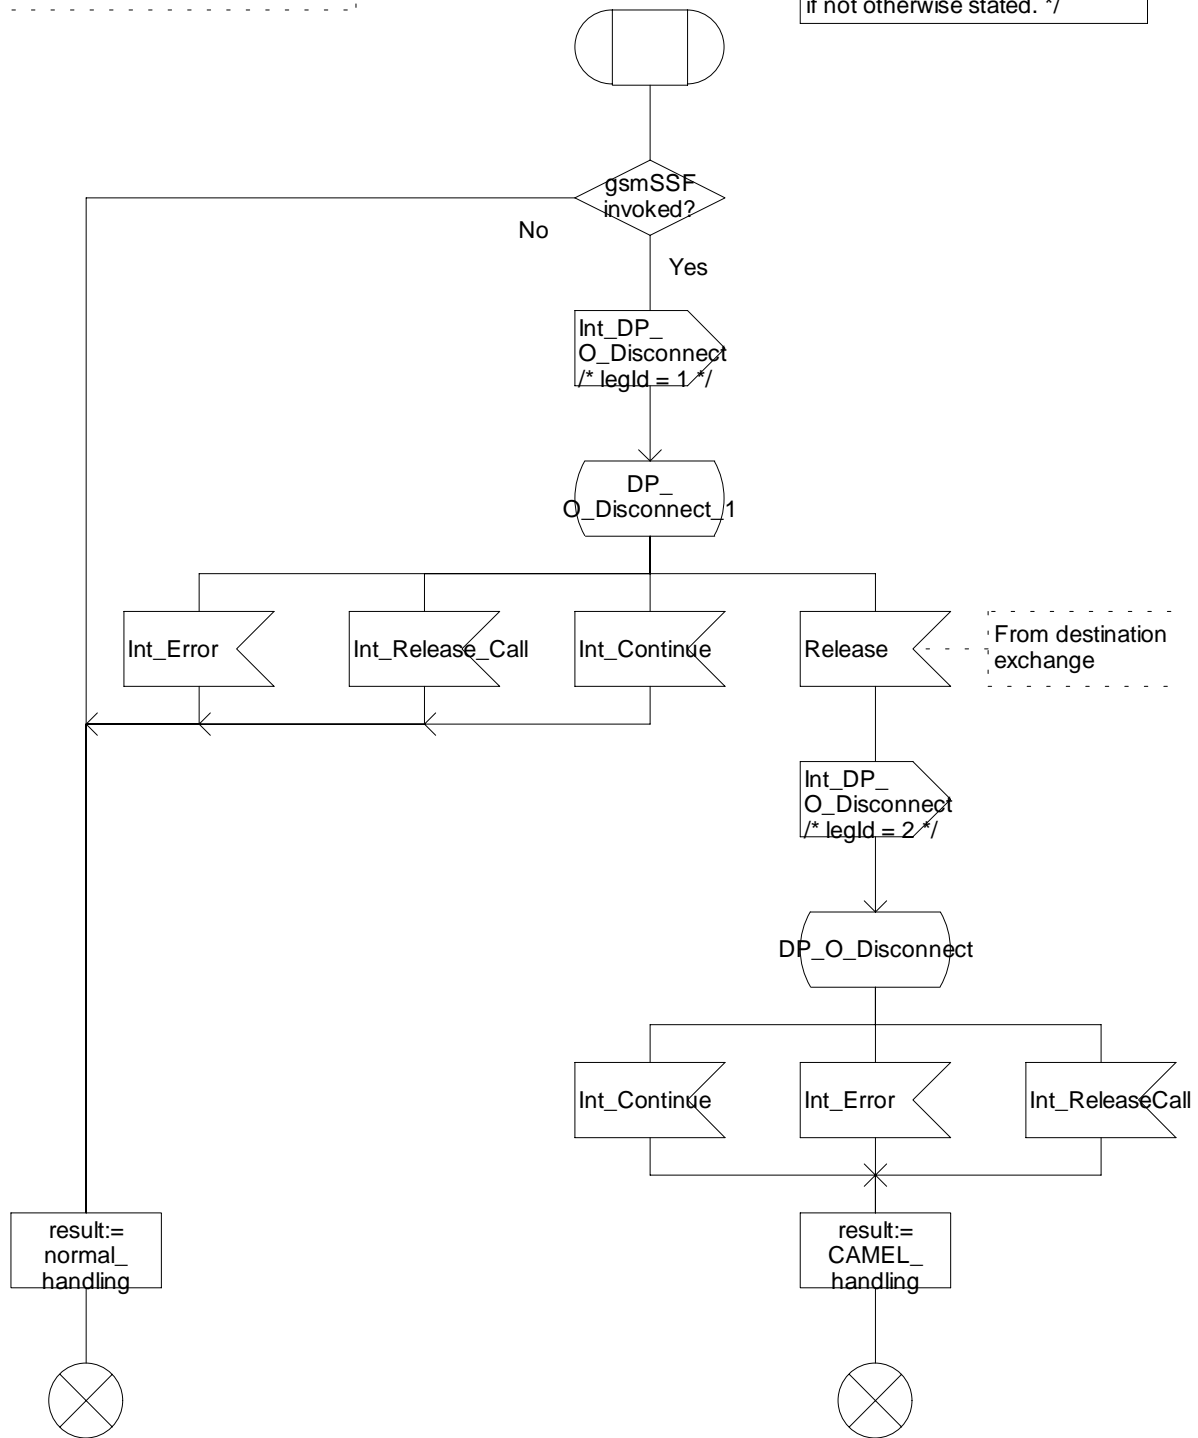 if not otherwise stated. */
gsmSSF
invoked?
No
Yes
Int_DP_
O_Disconnect
/* legId = 1 */
DP_
O_Disconnect_1
Int_Error
Int_Release_Call
Int_Continue
Release
From destination
exchange
Int_DP_
O_Disconnect
/* legId = 2 */
DP_O_Disconnect
Int_Continue
Int_Error
Int_ReleaseCall
result:=
normal_
handling
result:=
CAMEL_
handling